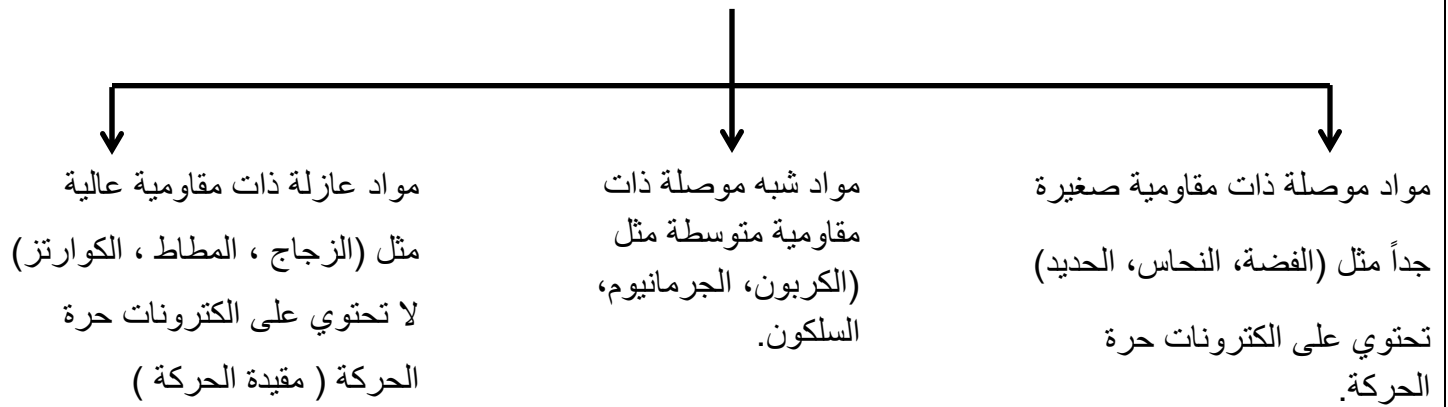 مواد موصلة ذات مقاومية صغيرة
جداً مثل (الفضة، النحاس، الحديد)
تحتوي على الكترونات حرة
الحركة.
مواد شبه موصلة ذات
مقاومية متوسطة مثل
(الكربون، الجرمانيوم،
السلكون.
مواد عازلة ذات مقاومية عالية
مثل (الزجاج ، المطاط ، الكوارتز)
لا تحتوي على الكترونات حرة
الحركة ( مقيدة الحركة )